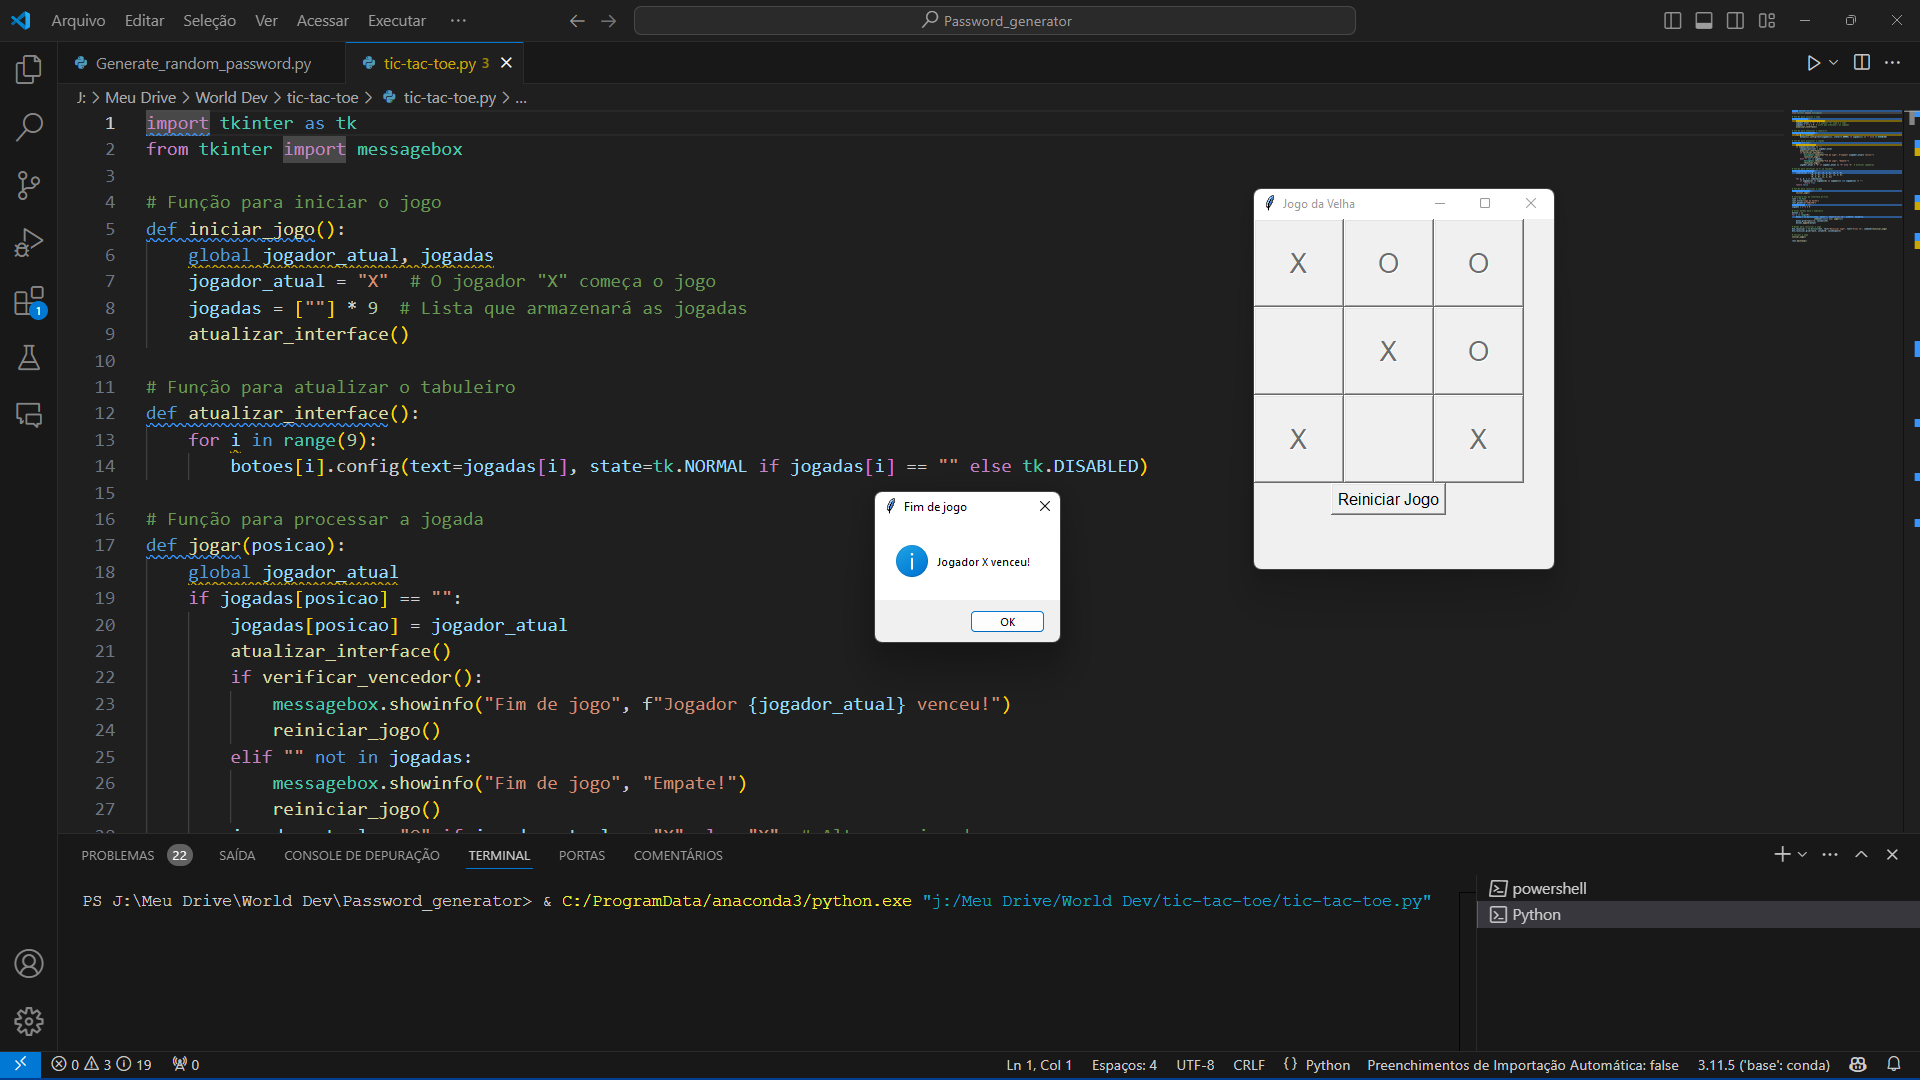 Arquivo Editar Seleção Ver Acessar Executar ···
Password_generator
Generate_random_password.py
tic-tac-toe.py 3
J: > Meu Drive > World Dev > tic-tac-toe > tic-tac-toe.py > ...
1 import tkinter as tk
2 from tkinter import messagebox
3
4 # Função para iniciar o jogo
5 def iniciar_jogo():
6 global jogador_atual, jogadas
7 jogador_atual = "X"  # O jogador "X" começa o jogo
8 jogadas = [""] * 9  # Lista que armazenará as jogadas
9 atualizar_interface()
10
11 # Função para atualizar o tabuleiro
12 def atualizar_interface():
13 for i in range(9):
14 botoes[i].config(text=jogadas[i], state=tk.NORMAL if jogadas[i] == "" else tk.DISABLED)
15
16 # Função para processar a jogada
17 def jogar(posicao):
18 global jogador_atual
19 if jogadas[posicao] == "":
20 jogadas[posicao] = jogador_atual
21 atualizar_interface()
22 if verificar_vencedor():
23 messagebox.showinfo("Fim de jogo", f"Jogador {jogador_atual} venceu!")
24 reiniciar_jogo()
25 elif "" not in jogadas:
26 messagebox.showinfo("Fim de jogo", "Empate!")
27 reiniciar_jogo()
Jogo da Velha
X O O
X O
X X
Reiniciar Jogo
Fim de jogo
Jogador X venceu!
OK
PROBLEMAS 22 SAÍDA CONSOLE DE DEPURAÇÃO TERMINAL PORTAS COMENTÁRIOS
PS J:\Meu Drive\World Dev\Password_generator> & C:/ProgramData/anaconda3/python.exe "j:/Meu Drive/World Dev/tic-tac-toe/tic-tac-toe.py"
powershell
Python
1
0 3 19 0
Ln 1, Col 1 Espaços: 4 UTF-8 CRLF {} Python Preenchimentos de Importação Automática: false 3.11.5 ('base': conda)